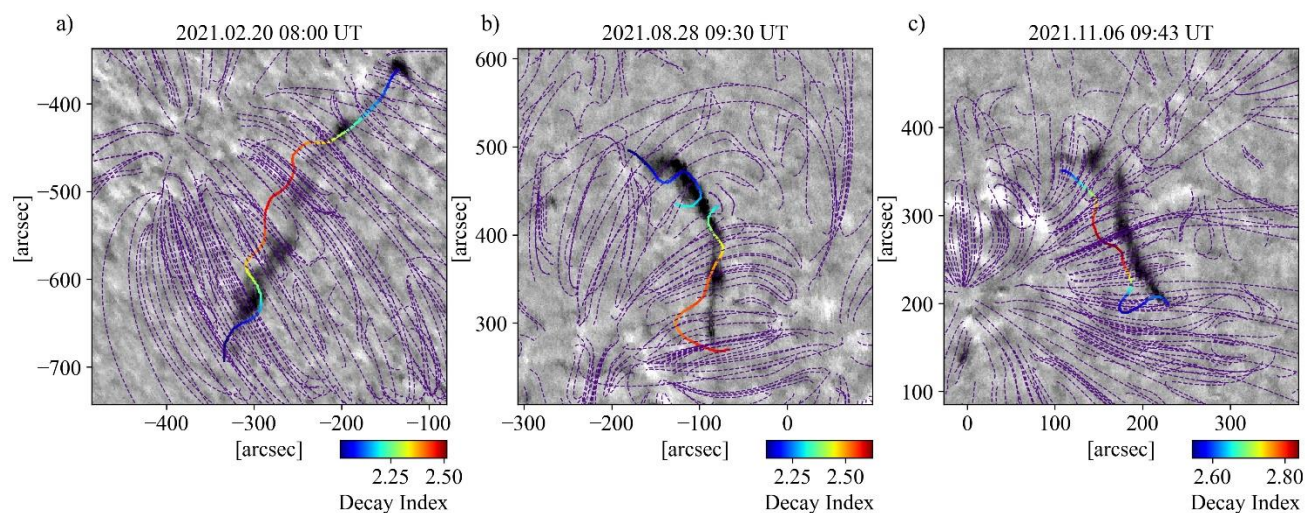 a)
2021.02.20 08:00 UT
[arcsec]
−400
−500
−600
−700
−400
−300
−200
−100
[arcsec]
2.25
2.50
Decay Index
b)
2021.08.28 09:30 UT
[arcsec]
600
500
400
300
−300
−200
−100
0
[arcsec]
2.25
2.50
Decay Index
c)
2021.11.06 09:43 UT
[arcsec]
400
300
200
100
0
100
200
300
[arcsec]
2.60
2.80
Decay Index